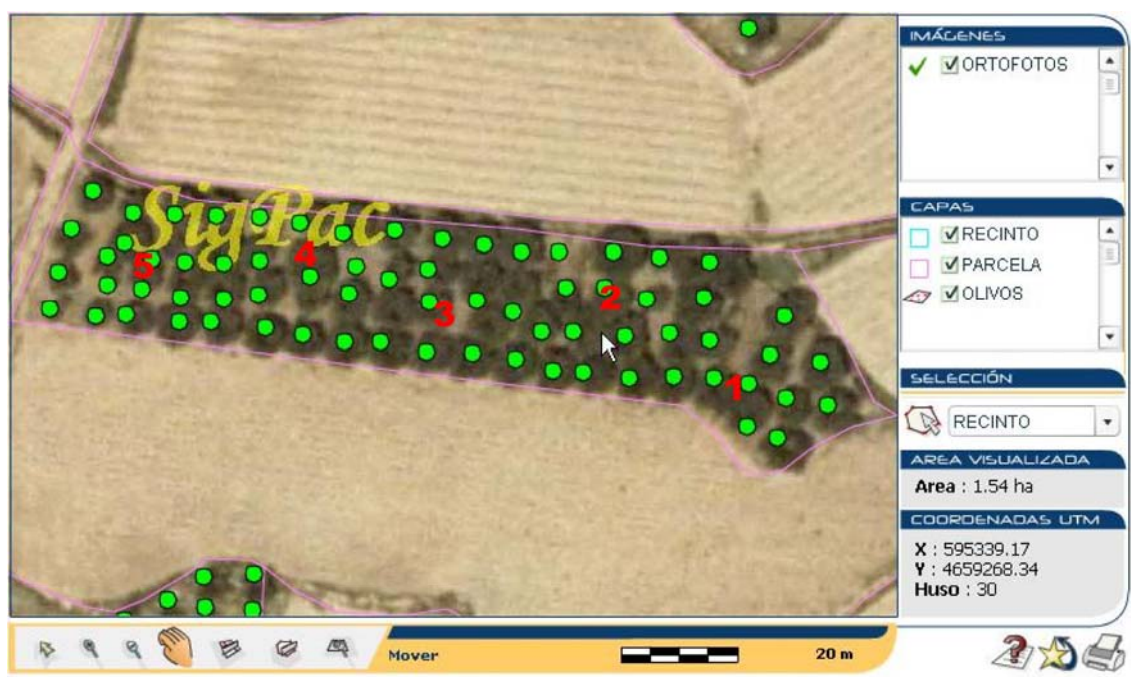 SigPac
4
5
2
3
1
IMÁGENES
ORTOFOTOS
CAPAS
RECINTO
PARCELA
OLIVOS
SELECCIÓN
RECINTO
AREA VISUALIZADA
Area : 1.54 ha
COORDENADAS UTM
X : 595339.17
Y : 4659268.34
Huso : 30
Mover
20 m